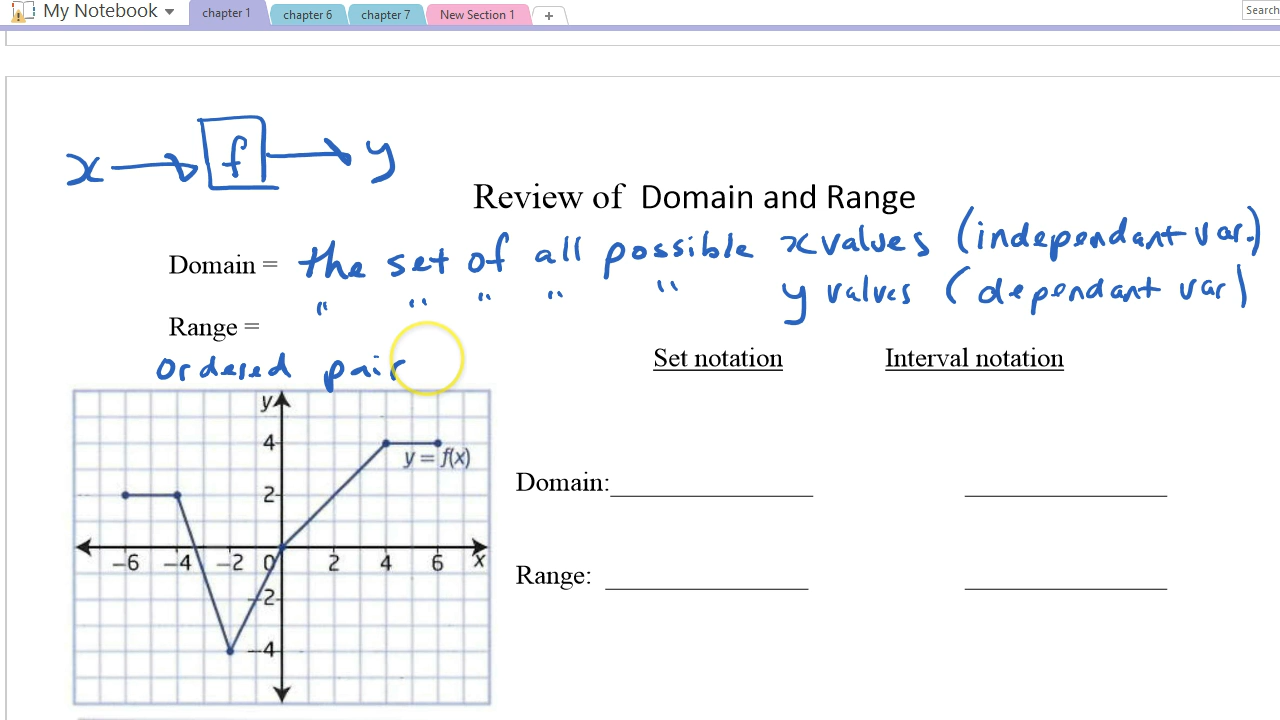 My Notebook chapter 1 chapter 6 chapter 7 New Section 1 + Search
x f y
Review of Domain and Range
Domain = the set of all possible x values (independant var.)
Range = " " " " " y values (dependant var)
ordered pair
Set notation Interval notation
y
4
y = f(x)
2
Domain:
-6 -4 -2 0 2 4 6 x
Range:
-2
-4